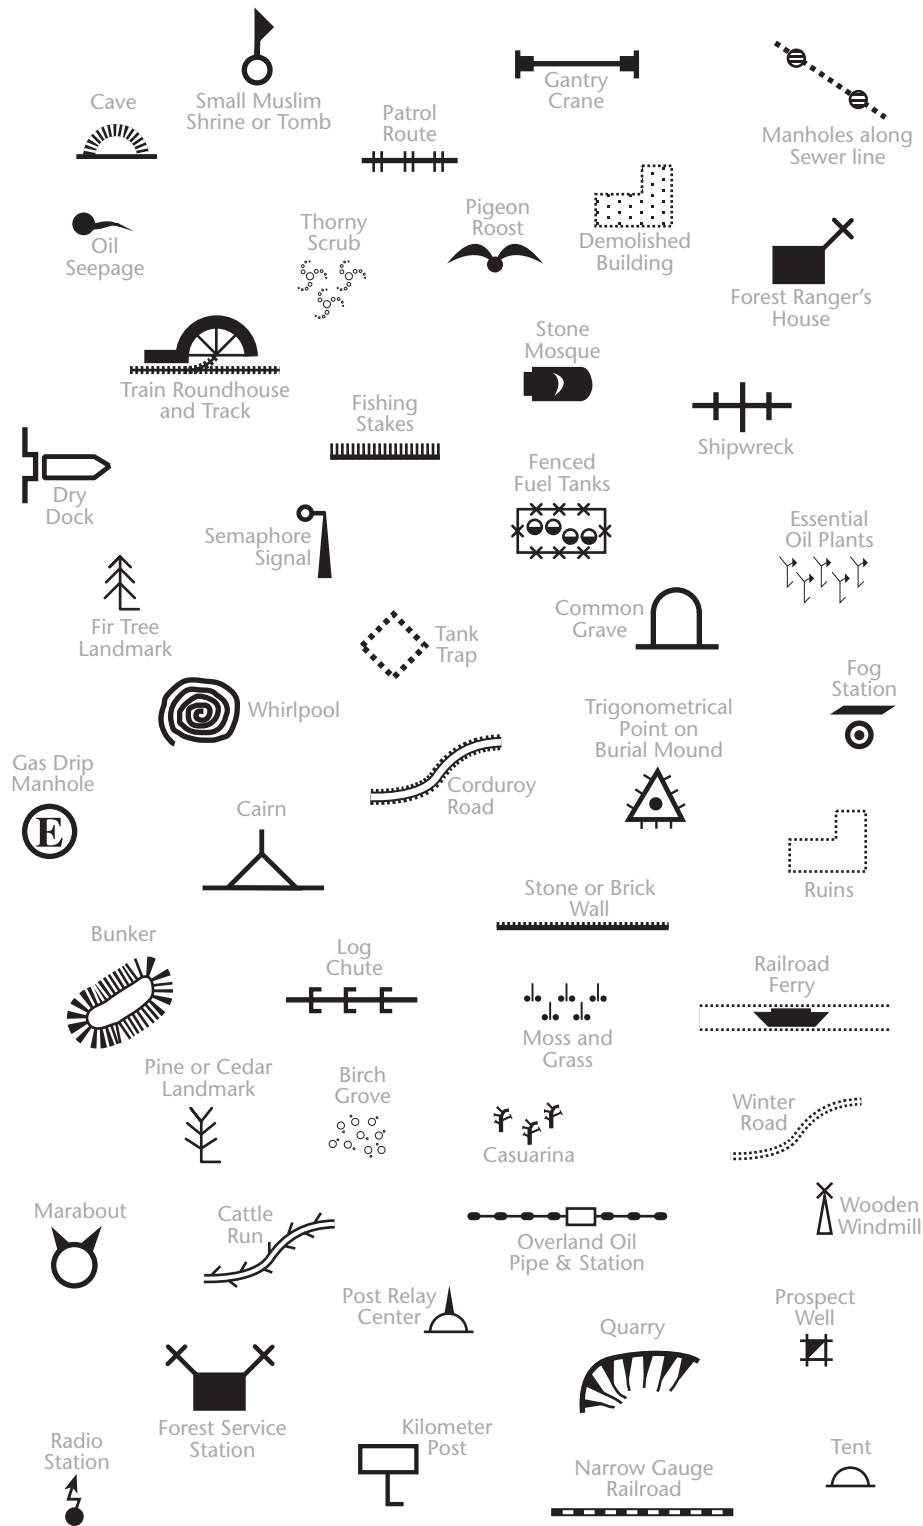 Small Muslim
Shrine or Tomb
Gantry
Crane
Manholes along
Sewer line
Cave
Patrol
Route
Oil
Seepage
Thorny
Scrub
Pigeon
Roost
Demolished
Building
Forest Ranger's
House
Train Roundhouse
and Track
Stone
Mosque
Fishing
Stakes
Shipwreck
Dry
Dock
Semaphore
Signal
Fenced
Fuel Tanks
Essential
Oil Plants
Fir Tree
Landmark
Tank
Trap
Common
Grave
Whirlpool
Trigonometrical
Point on
Burial Mound
Fog
Station
Gas Drip
Manhole
E
Corduroy
Road
Cairn
Ruins
Stone or Brick
Wall
Bunker
Log
Chute
Moss and
Grass
Railroad
Ferry
Pine or Cedar
Landmark
Birch
Grove
Casuarina
Winter
Road
Marabout
Cattle
Run
Overland Oil
Pipe & Station
Wooden
Windmill
Post Relay
Center
Quarry
Prospect
Well
Forest Service
Station
Radio
Station
Kilometer
Post
Narrow Gauge
Railroad
Tent